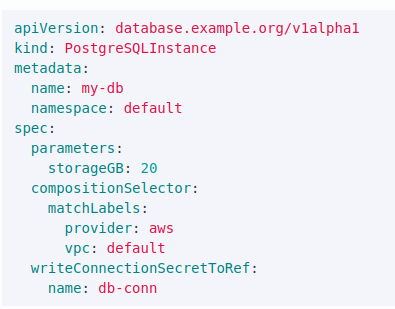 apiVersion: database.example.org/v1alpha1
kind: PostgreSQLInstance
metadata:
  name: my-db
  namespace: default
spec:
  parameters:
    storageGB: 20
  compositionSelector:
    matchLabels:
      provider: aws
      vpc: default
  writeConnectionSecretToRef:
    name: db-conn